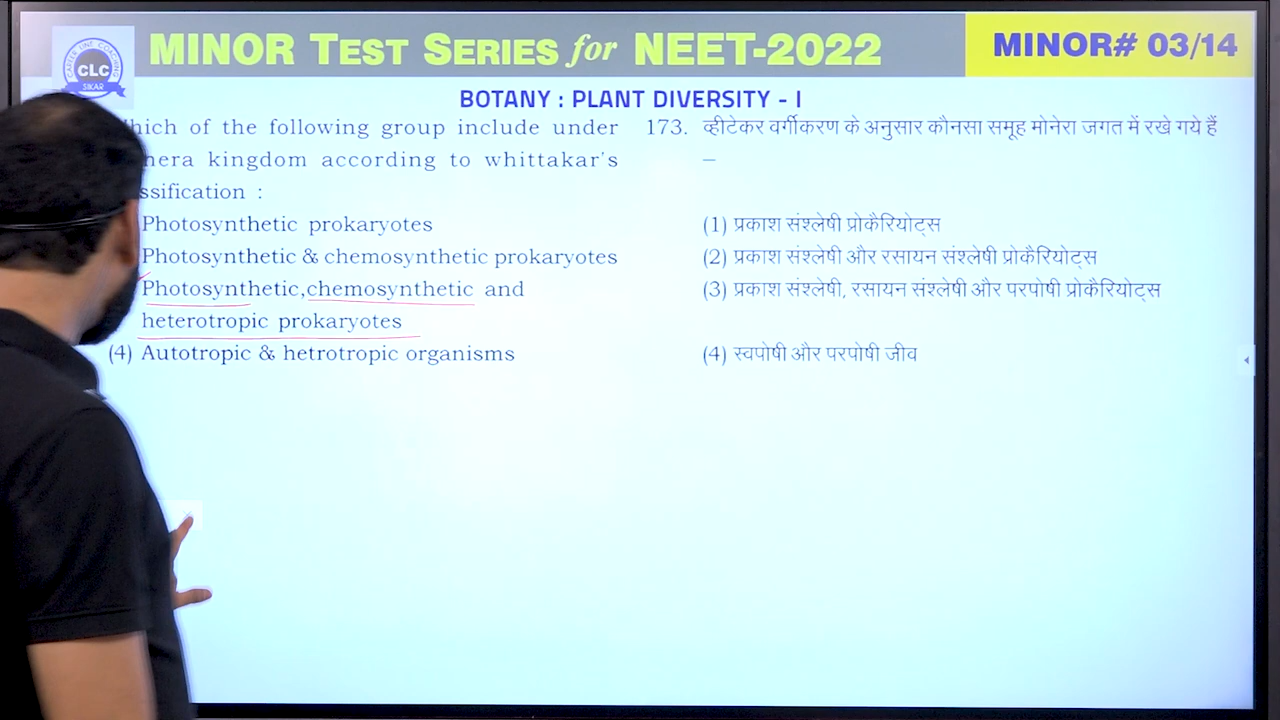 MINOR TEST SERIES for NEET-2022
MINOR# 03/14
CAREER LINE COACHING
CLC
SIKAR
BOTANY : PLANT DIVERSITY - I
of the following group include under
kingdom according to whittakar's
:
Photosynthetic prokaryotes
Photosynthetic & chemosynthetic prokaryotes
Photosynthetic,chemosynthetic and
heterotropic prokaryotes
(4) Autotropic & hetrotropic organisms
173. व्हीटेकर वर्गीकरण के अनुसार कौनसा समूह मोनेरा जगत में रखे गये हैं
–
(1) प्रकाश संश्लेषी प्रोकैरियोट्स
(2) प्रकाश संश्लेषी और रसायन संश्लेषी प्रोकैरियोट्स
(3) प्रकाश संश्लेषी, रसायन संश्लेषी और परपोषी प्रोकैरियोट्स
(4) स्वपोषी और परपोषी जीव